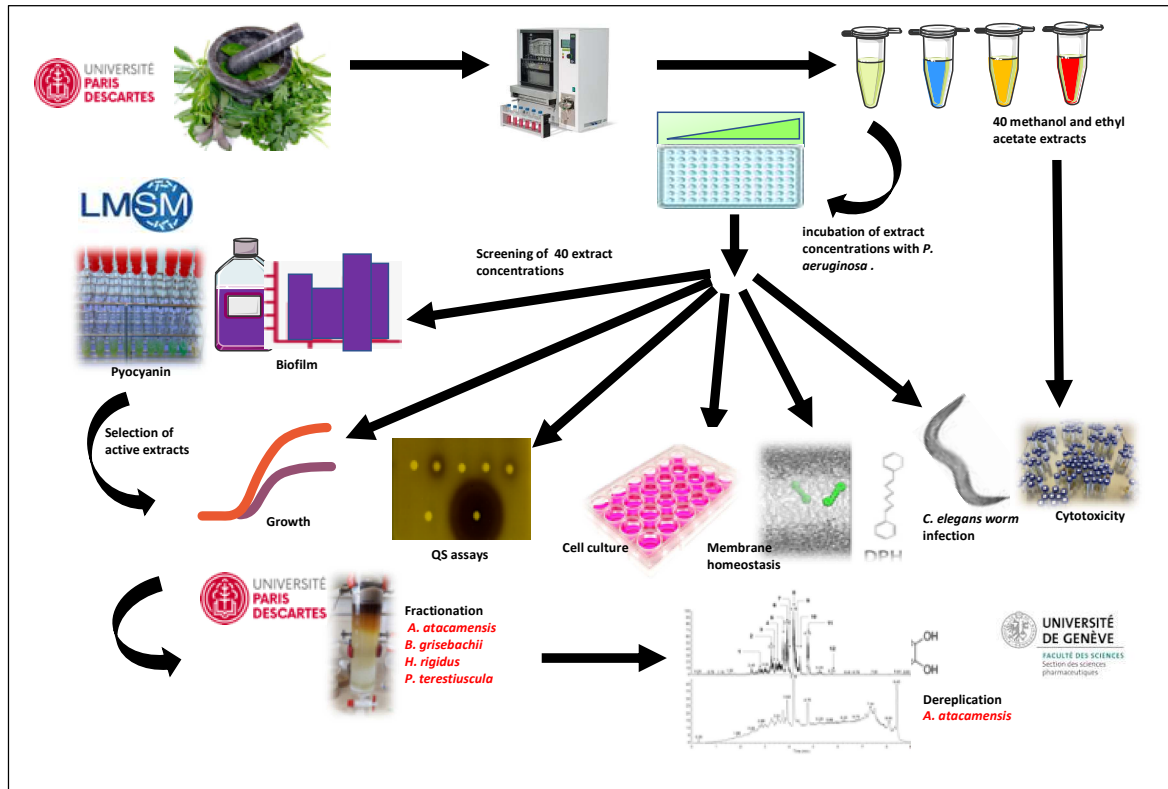 UNIVERSITÉ
PARIS
DESCARTES
40 methanol and ethyl
acetate extracts
incubation of extract
concentrations with P.
aeruginosa .
LMSM
Screening of 40 extract
concentrations
Pyocyanin
Biofilm
Selection of
active extracts
Growth
QS assays
Cell culture
Membrane
homeostasis
DPH
C. elegans worm
infection
Cytotoxicity
UNIVERSITÉ
PARIS
DESCARTES
Fractionation
A. atacamensis
B. grisebachii
H. rigidus
P. terestiuscula
OH
OH
Dereplication
A. atacamensis
UNIVERSITÉ
DE GENÈVE
FACULTÉ DES SCIENCES
Section des sciences
pharmaceutiques